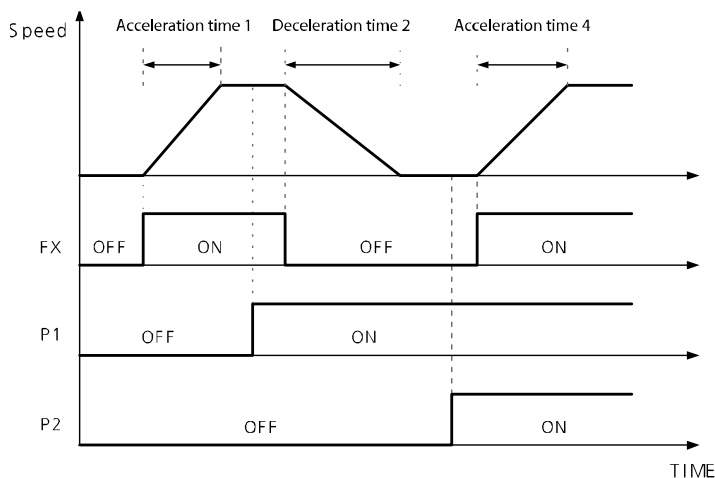 Speed
Acceleration time 1 Deceleration time 2 Acceleration time 4
FX OFF ON OFF ON
P1 OFF ON
P2 OFF ON
TIME